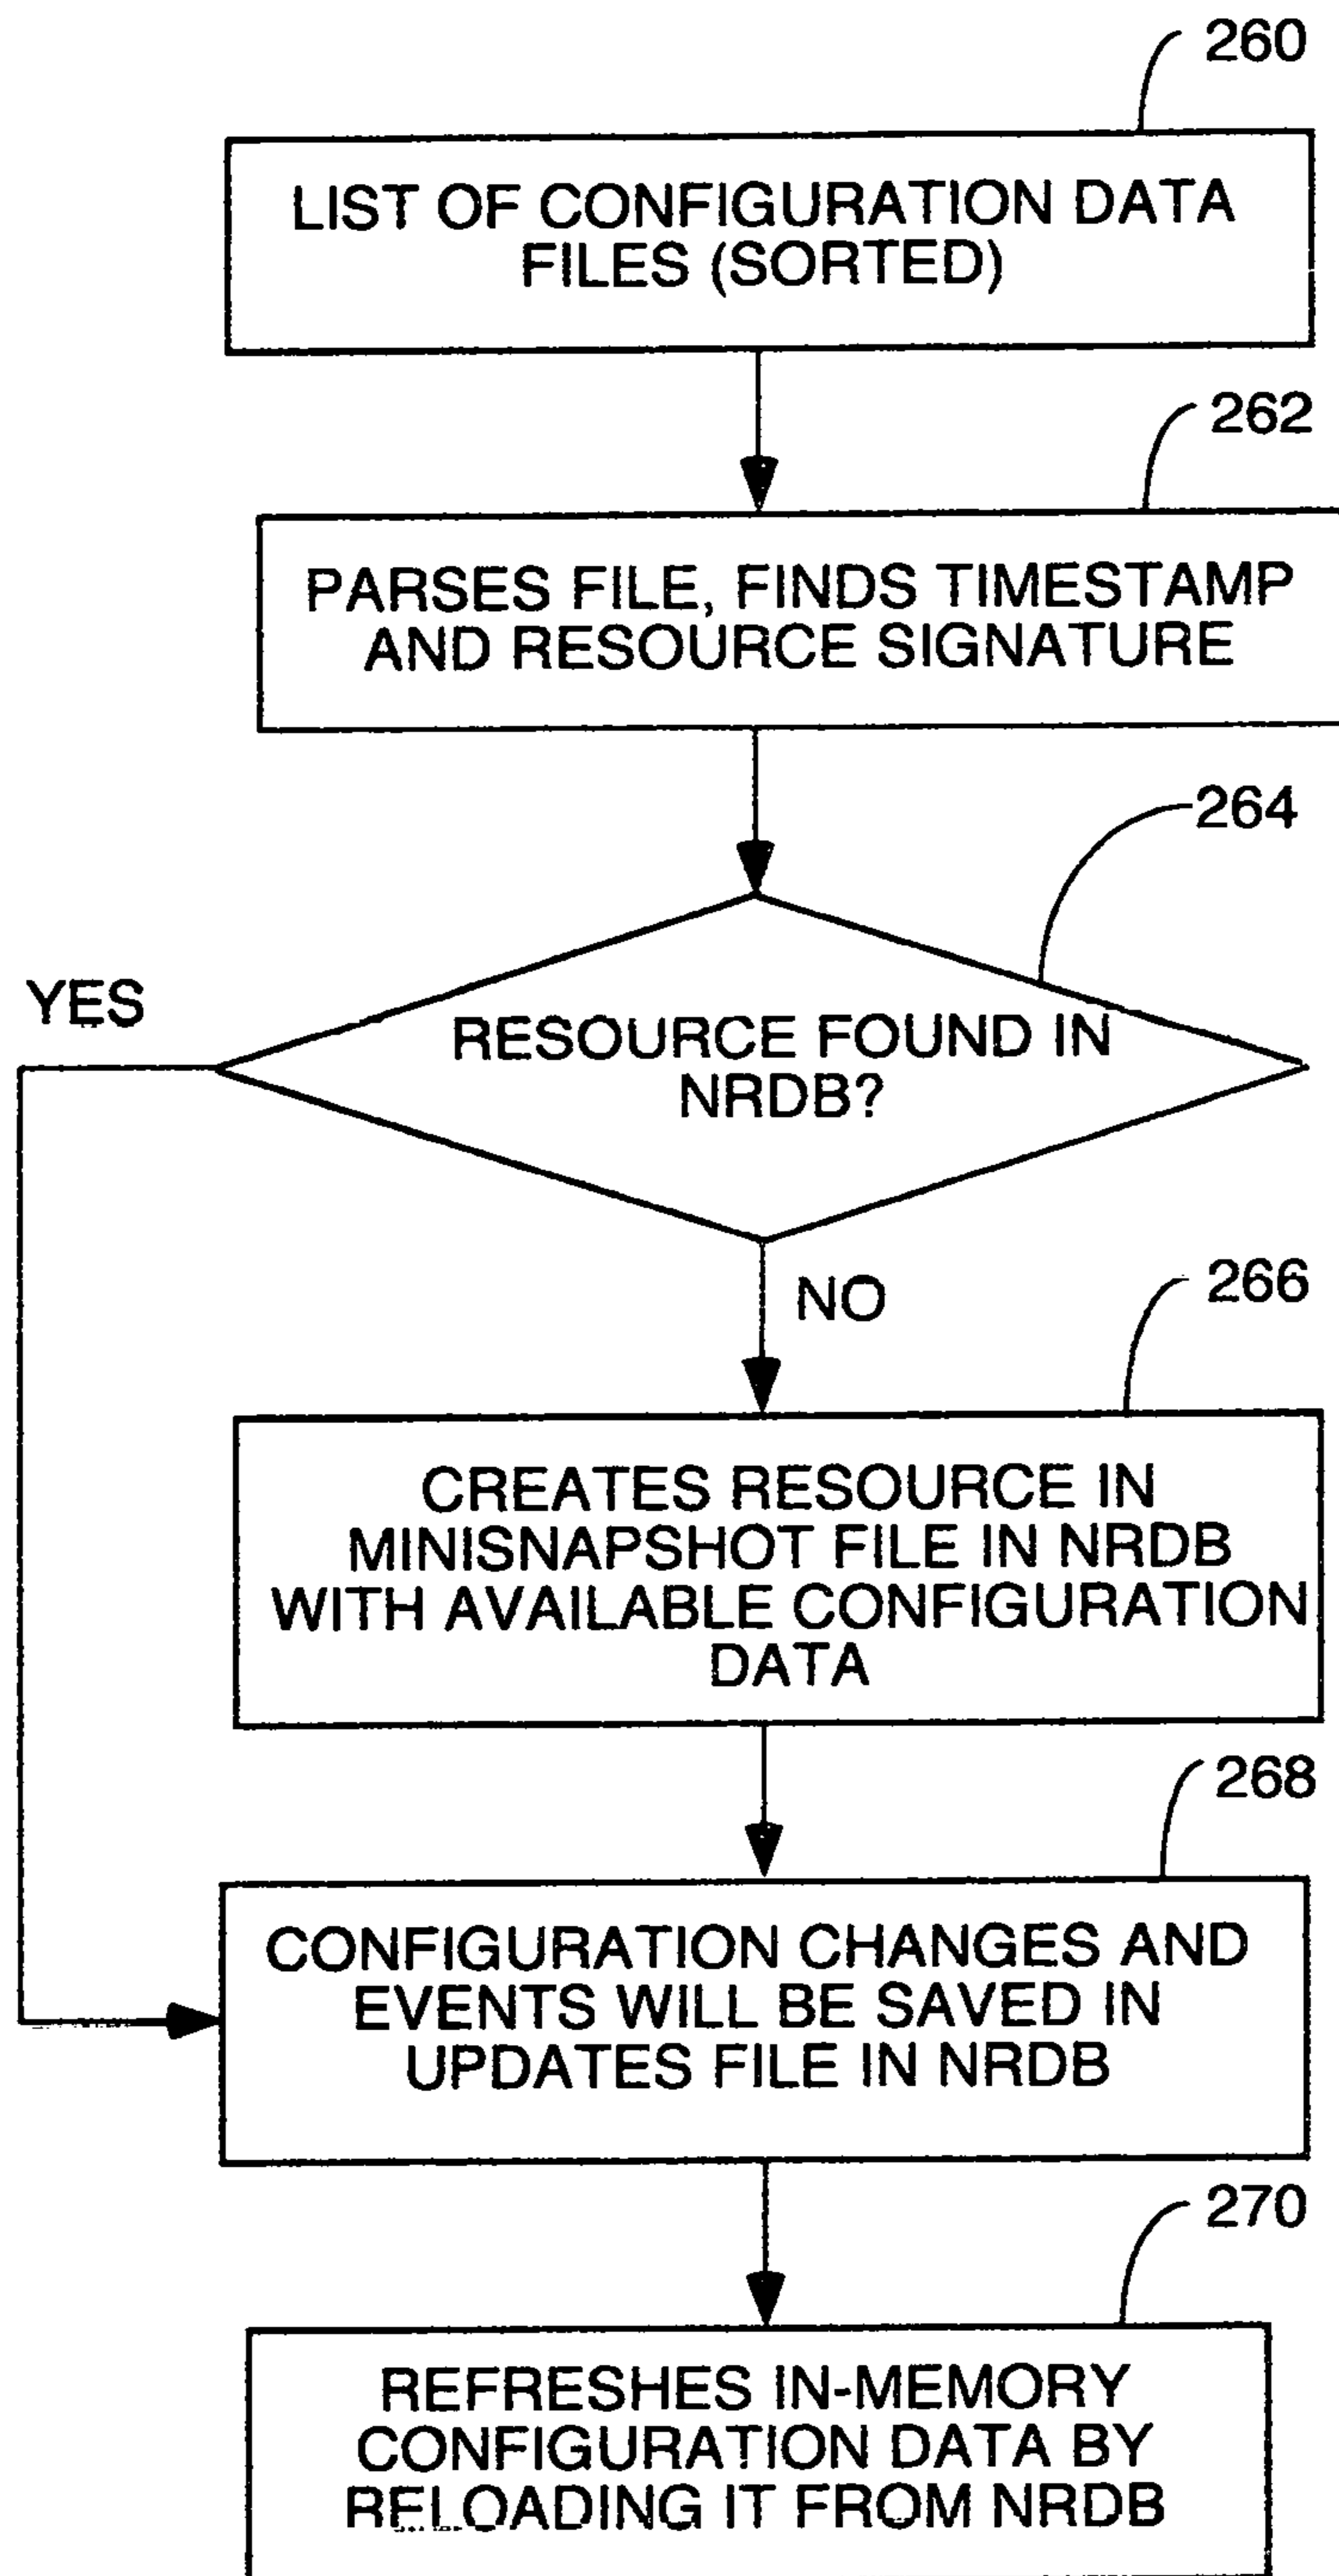 260
LIST OF CONFIGURATION DATA
FILES (SORTED)
262
PARSES FILE, FINDS TIMESTAMP
AND RESOURCE SIGNATURE
264
YES
RESOURCE FOUND IN
NRDB?
NO
266
CREATES RESOURCE IN
MINISNAPSHOT FILE IN NRDB
WITH AVAILABLE CONFIGURATION
DATA
268
CONFIGURATION CHANGES AND
EVENTS WILL BE SAVED IN
UPDATES FILE IN NRDB
270
REFRESHES IN-MEMORY
CONFIGURATION DATA BY
RELOADING IT FROM NRDB